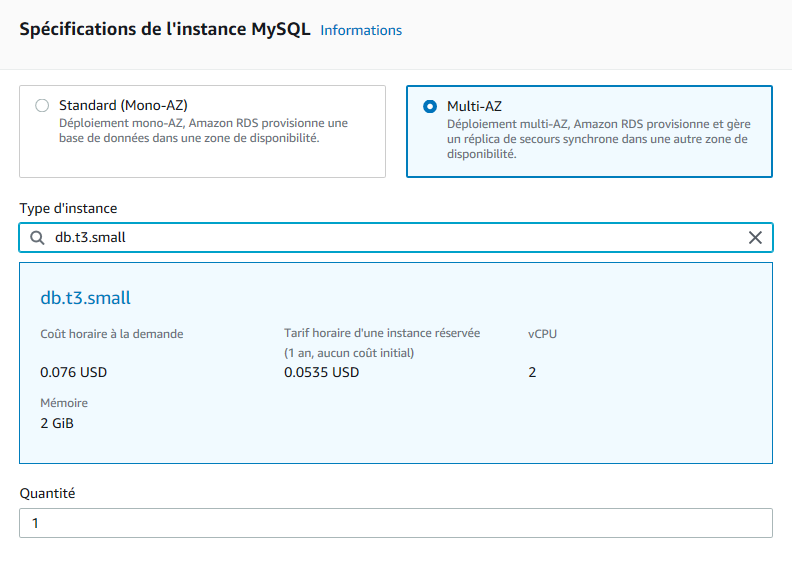 Spécifications de l'instance MySQL Informations
Standard (Mono-AZ)
Déploiement mono-AZ, Amazon RDS provisionne une
base de données dans une zone de disponibilité.
Multi-AZ
Déploiement multi-AZ, Amazon RDS provisionne et gère
un réplica de secours synchrone dans une autre zone de
disponibilité.
Type d'instance
db.t3.small
db.t3.small
Coût horaire à la demande
0.076 USD
Tarif horaire d'une instance réservée
(1 an, aucun coût initial)
0.0535 USD
vCPU
2
Mémoire
2 GiB
Quantité
1